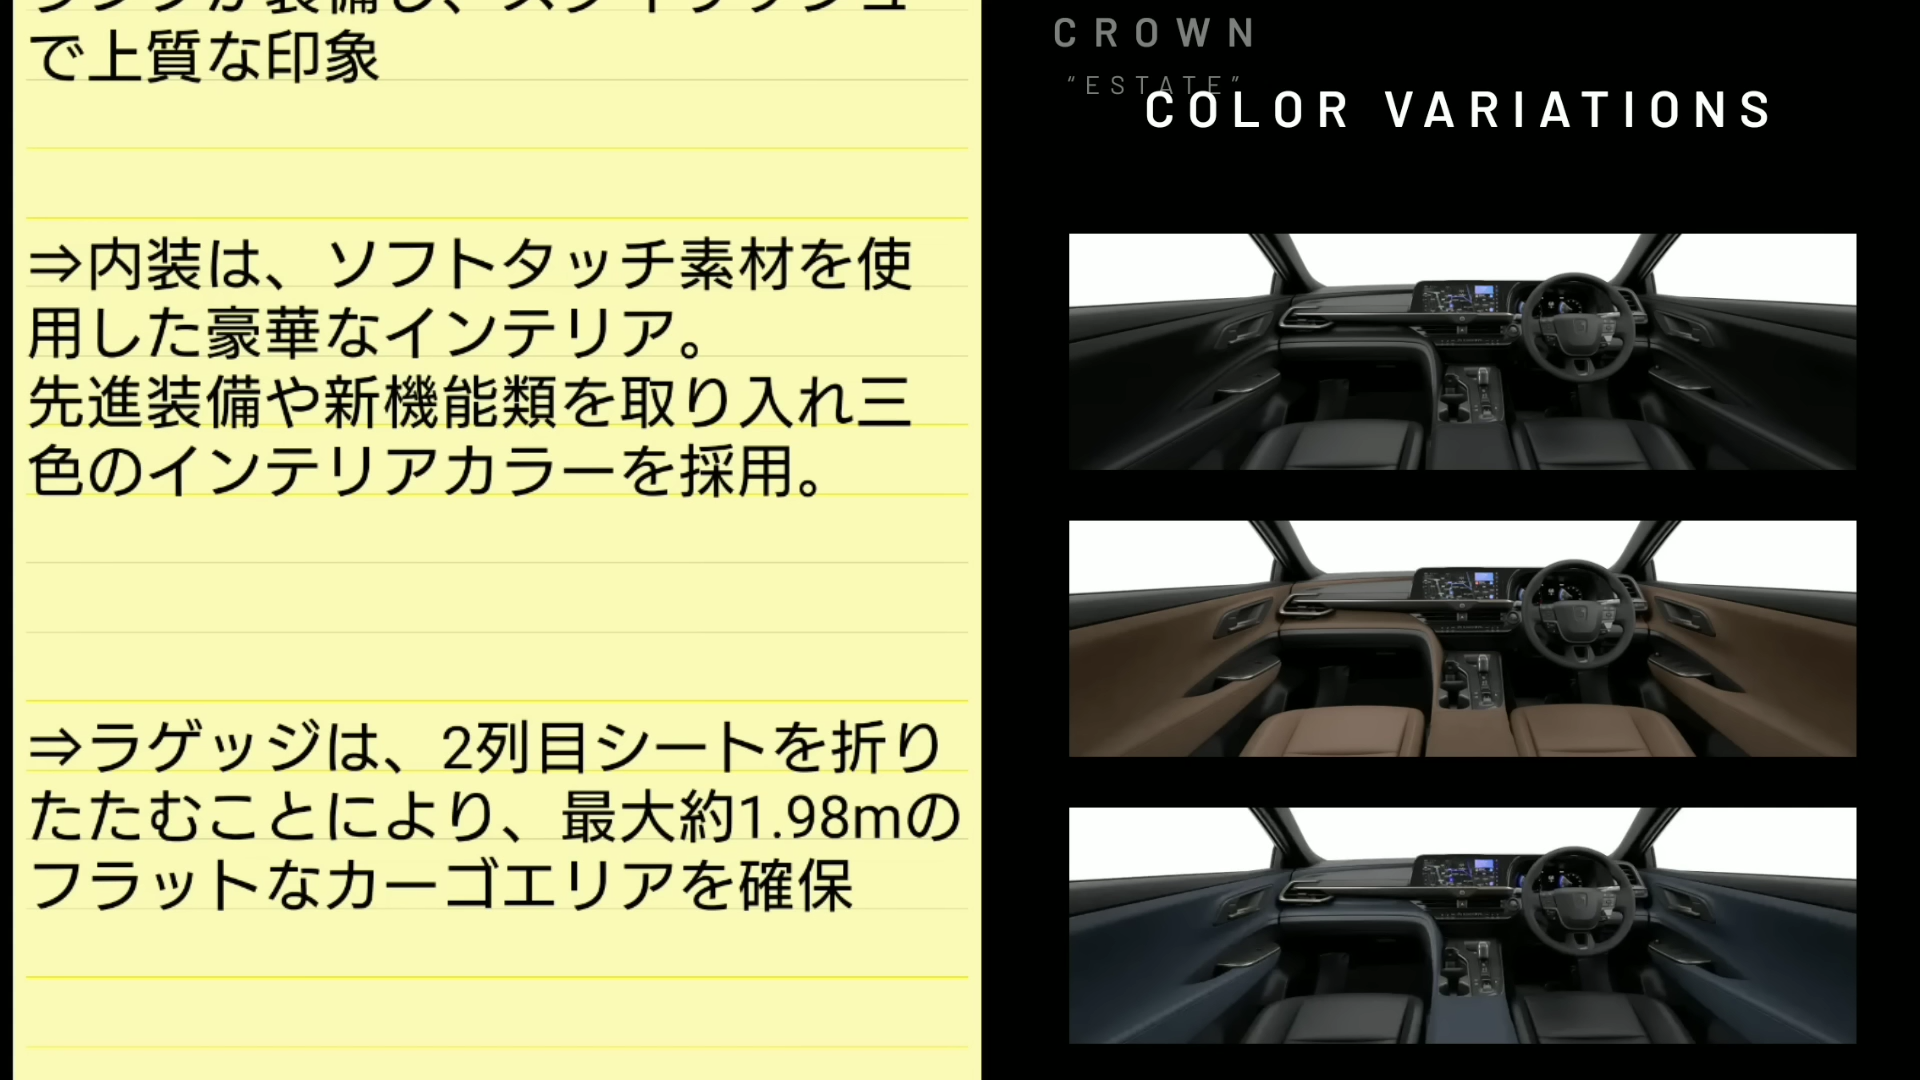 で上質な印象
⇒内装は、ソフトタッチ素材を使
用した豪華なインテリア。
先進装備や新機能類を取り入れ三
色のインテリアカラーを採用。
⇒ラゲッジは、2列目シートを折り
たたむことにより、最大約1.98mの
フラットなカーゴエリアを確保
CROWN
“ESTATE”
COLOR VARIATIONS